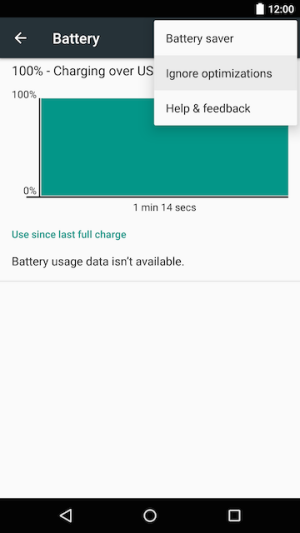 12:00
Battery
Battery saver
100% - Charging over US
Ignore optimizations
100%
Help & feedback
0%
1 min 14 secs
Use since last full charge
Battery usage data isn't available.